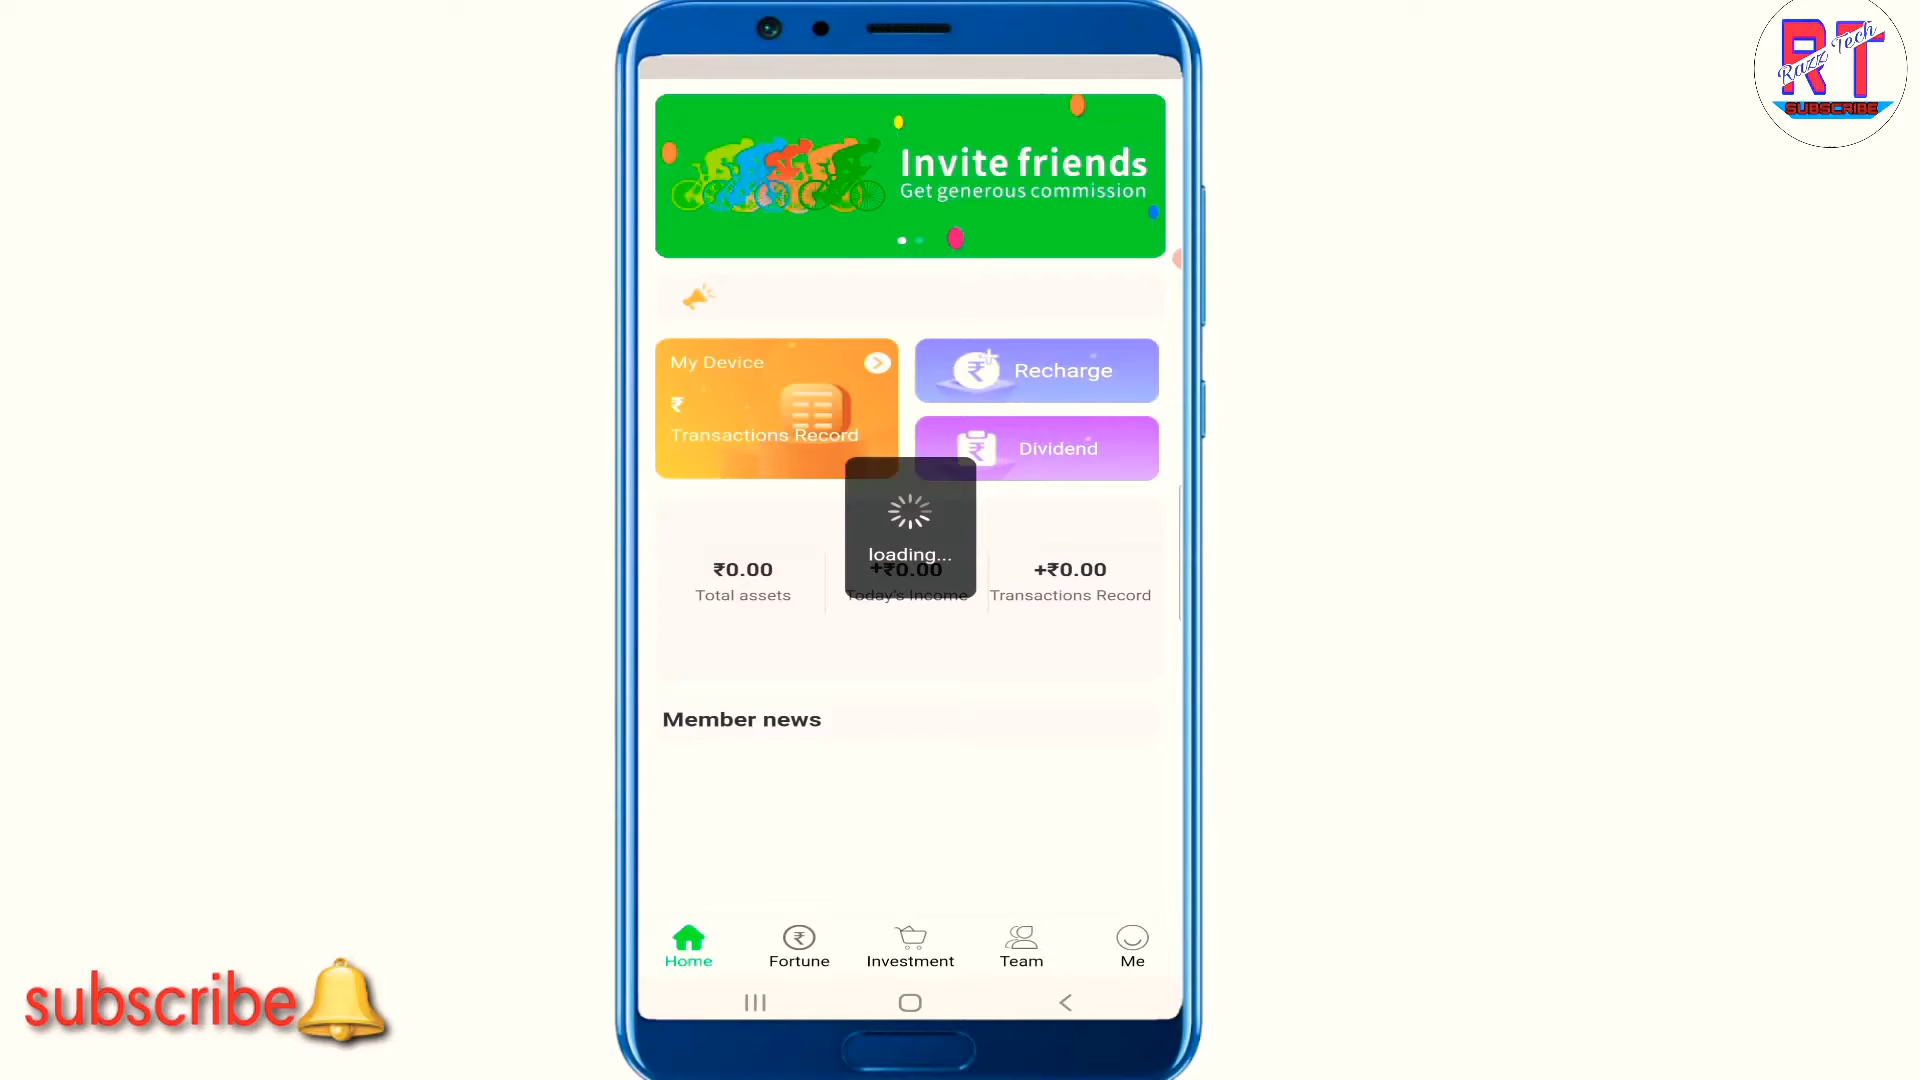 RT
Razz Tech
SUBSCRIBE
Invite friends
Get generous commission
My Device
₹
Transactions Record
₹
Recharge
₹
Dividend
loading...
₹0.00
+₹0.00
+₹0.00
Total assets
Today's Income
Transactions Record
Member news
₹
Home
Fortune
Investment
Team
Me
subscribe